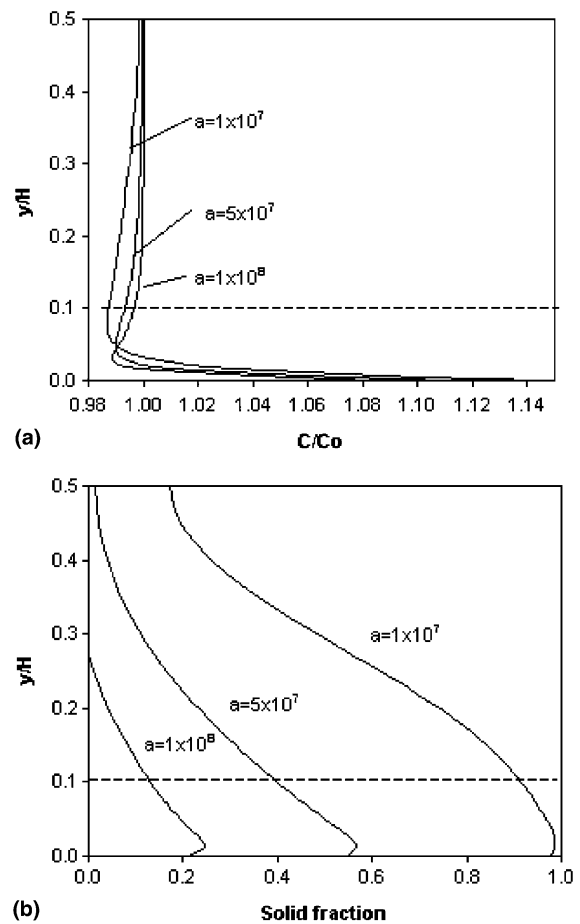 0.5
0.4
a=1x10⁷
0.3
y/H
a=5x10⁷
0.2
a=1x10⁸
0.1
0.0
0.98 1.00 1.02 1.04 1.06 1.08 1.10 1.12 1.14
(a)
C/Co
0.5
0.4
a=1x10⁷
0.3
y/H
a=5x10⁷
0.2
a=1x10⁸
0.1
0.0
0.0 0.2 0.4 0.6 0.8 1.0
(b)
Solid fraction